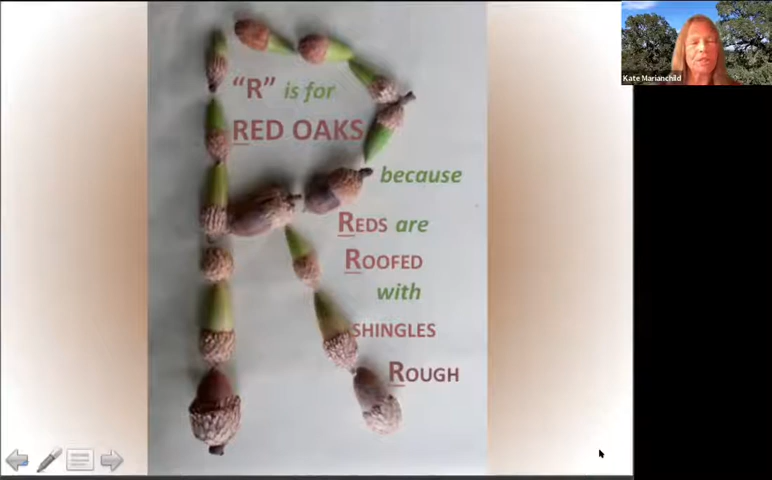 "R" is for
RED OAKS
because
REDS are
ROOFED
with
SHINGLES
ROUGH
Kate Marianchild